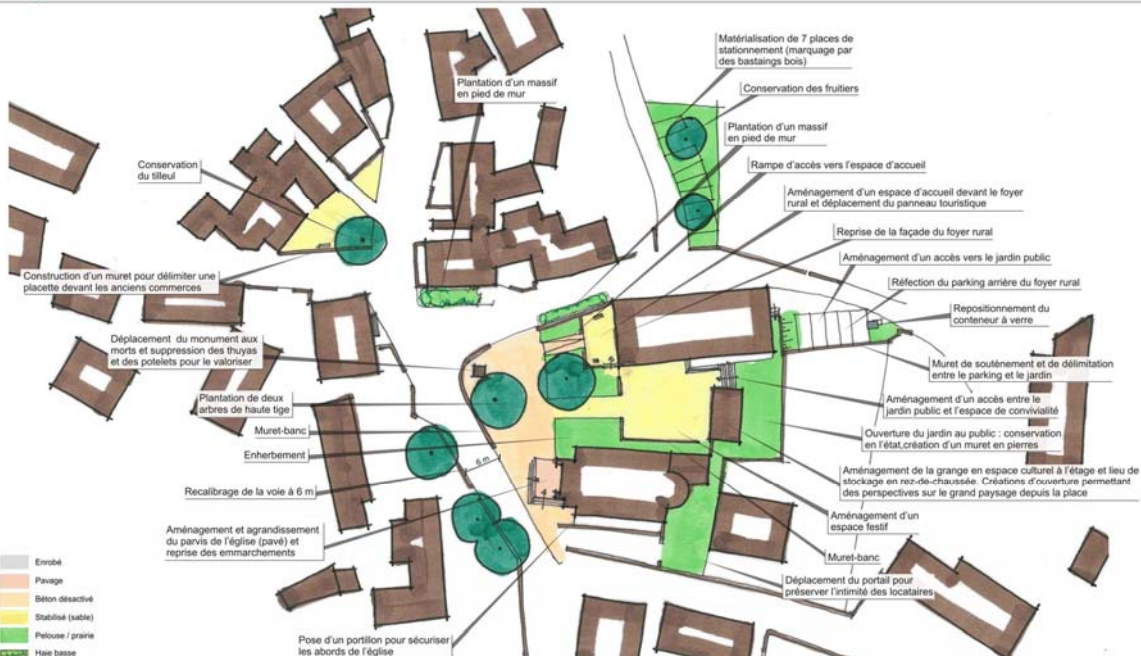 Matérialisation de 7 places de
stationnement (marquage par
des bastaings bois)
Conservation des fruitiers
Plantation d'un massif
en pied de mur
Plantation d'un massif
en pied de mur
Rampe d'accès vers l'espace d'accueil
Conservation
du tilleul
Aménagement d'un espace d'accueil devant le foyer
rural et déplacement du panneau touristique
Reprise de la façade du foyer rural
Aménagement d'un accès vers le jardin public
Construction d'un muret pour délimiter une
placette devant les anciens commerces
Réfection du parking arrière du foyer rural
Repositionnement du
conteneur à verre
Déplacement du monument aux
morts et suppression des thuyas
et des potelets pour le valoriser
Muret de soutènement et de délimitation
entre le parking et le jardin
Plantation de deux
arbres de haute tige
Aménagement d'un accès entre le
jardin public et l'espace de convivialité
Muret-banc
Ouverture du jardin au public : conservation
en l'état,création d'un muret en pierres
Enherbement
6 m
Aménagement de la grange en espace culturel à l'étage et lieu de
stockage en rez-de-chaussée. Créations d'ouverture permettant
des perspectives sur le grand paysage depuis la place
Recalibrage de la voie à 6 m
Aménagement d'un
espace festif
Aménagement et agrandissement
du parvis de l'église (pavé) et
reprise des emmarchements
Muret-banc
Déplacement du portail pour
préserver l'intimité des locataires
Pose d'un portillon pour sécuriser
les abords de l'église
Enrobé
Pavage
Béton désactivé
Stabilisé (sable)
Pelouse / prairie
Haie basse